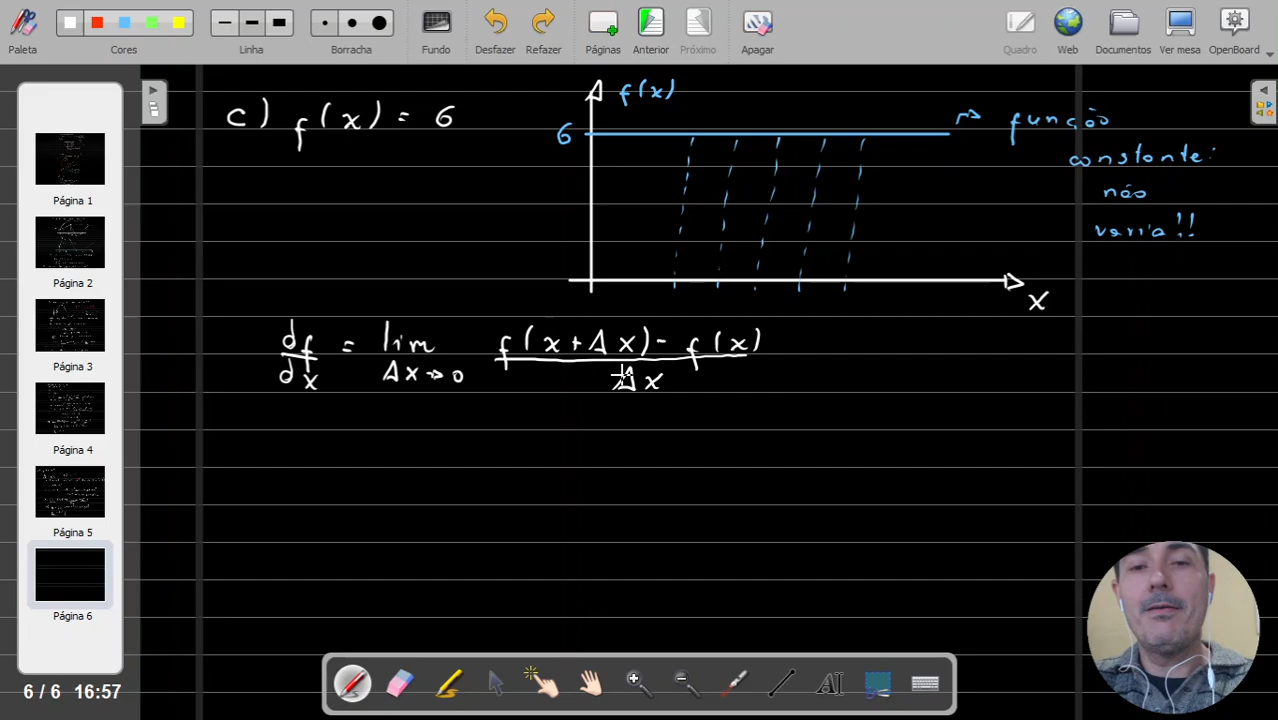 Paleta
Cores
Linha
Borracha
Fundo
Desfazer
Refazer
Páginas
Anterior
Próximo
Apagar
Quadro
Web
Documentos
Ver mesa
OpenBoard
Página 1
Página 2
Página 3
Página 4
Página 5
Página 6
6 / 6 16:57
c) f(x) = 6
f(x)
6
→ função
constante:
não
varia!!
x
df/dx = lim Δx→0 (f(x+Δx) - f(x))/Δx
AI